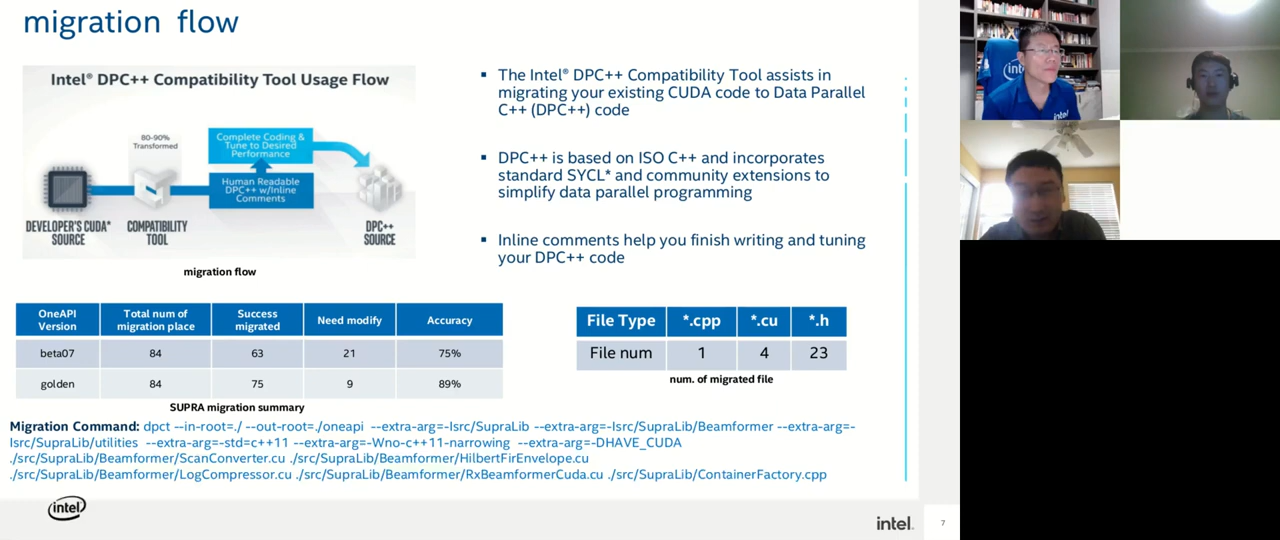 migration flow
Intel® DPC++ Compatibility Tool Usage Flow
80-90%
Transformed
Complete Coding &
Tune to Desired
Performance
Human Readable
DPC++ w/Inline
Comments
DEVELOPER'S CUDA*
SOURCE
COMPATIBILITY
TOOL
DPC++
SOURCE
migration flow
▪ The Intel® DPC++ Compatibility Tool assists in
migrating your existing CUDA code to Data Parallel
C++ (DPC++) code
▪ DPC++ is based on ISO C++ and incorporates
standard SYCL* and community extensions to
simplify data parallel programming
▪ Inline comments help you finish writing and tuning
your DPC++ code
OneAPI Version Total num of migration place Success migrated Need modify Accuracy
beta07 84 63 21 75%
golden 84 75 9 89%
SUPRA migration summary
File Type *.cpp *.cu *.h
File num 1 4 23
num. of migrated file
Migration Command: dpct --in-root=./ --out-root=./oneapi --extra-arg=-Isrc/SupraLib --extra-arg=-Isrc/SupraLib/Beamformer --extra-arg=-
Isrc/SupraLib/utilities --extra-arg=-std=c++11 --extra-arg=-Wno-c++11-narrowing --extra-arg=-DHAVE_CUDA
./src/SupraLib/Beamformer/ScanConverter.cu ./src/SupraLib/Beamformer/HilbertFirEnvelope.cu
./src/SupraLib/Beamformer/LogCompressor.cu ./src/SupraLib/Beamformer/RxBeamformerCuda.cu ./src/SupraLib/ContainerFactory.cpp
intel
intel.
7
intel